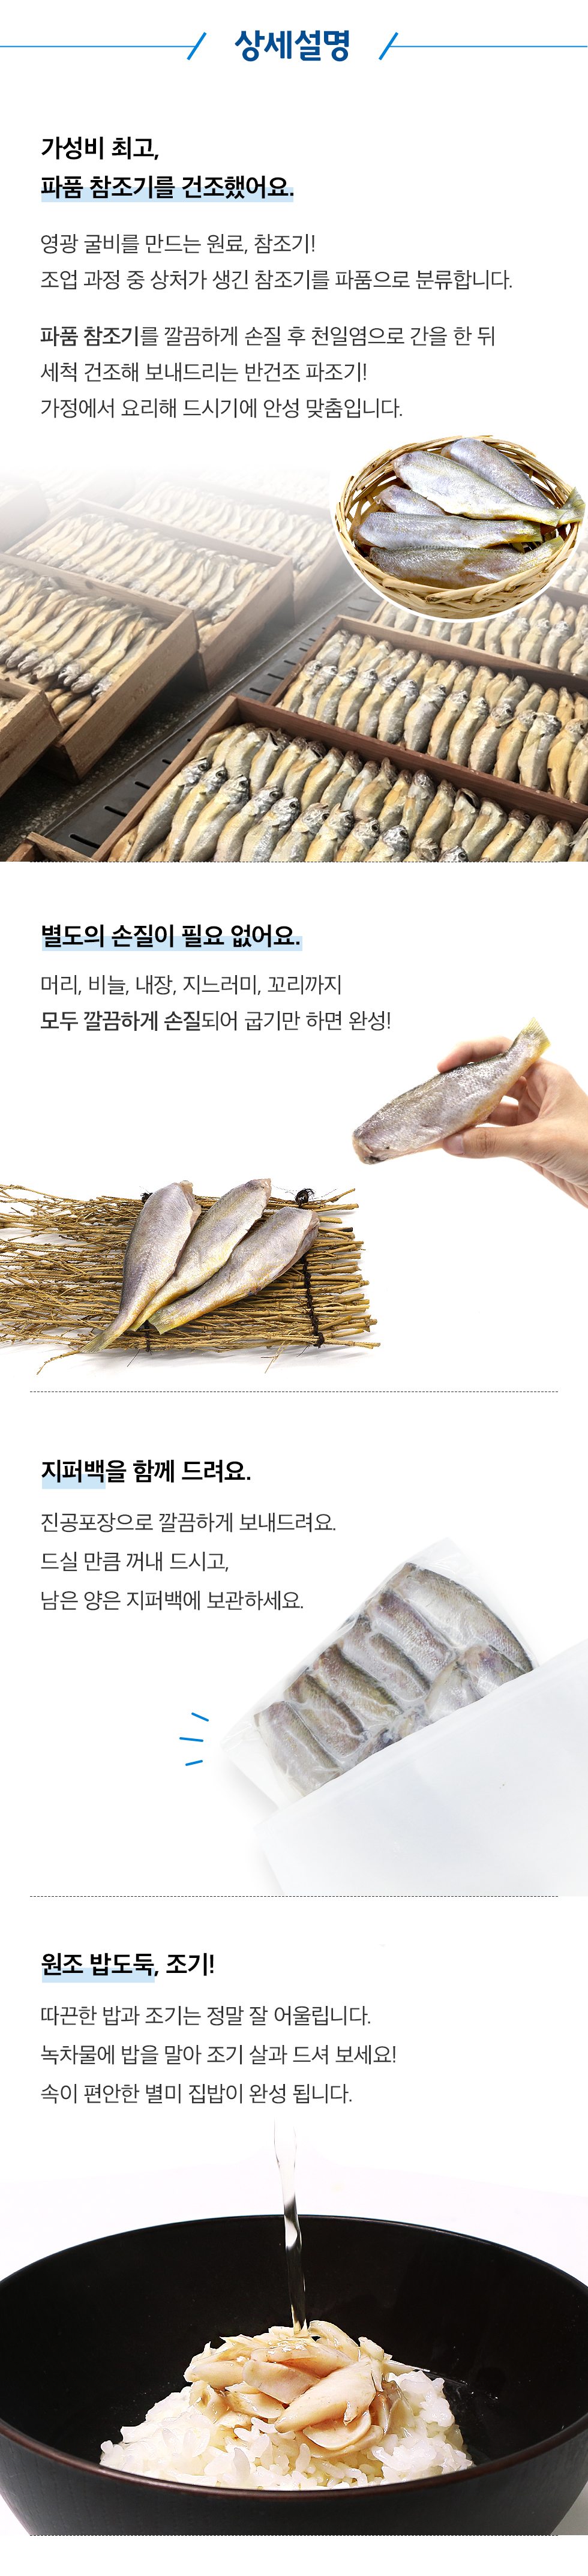 상세설명
가성비 최고,
파품 참조기를 건조했어요.
영광 굴비를 만드는 원료, 참조기!
조업 과정 중 상처가 생긴 참조기를 파품으로 분류합니다.
파품 참조기를 깔끔하게 손질 후 천일염으로 간을 한 뒤
세척 건조해 보내드리는 반건조 파조기!
가정에서 요리해 드시기에 안성 맞춤입니다.
별도의 손질이 필요 없어요.
머리, 비늘, 내장, 지느러미, 꼬리까지
모두 깔끔하게 손질되어 굽기만 하면 완성!
지퍼백을 함께 드려요.
진공포장으로 깔끔하게 보내드려요.
드실 만큼 꺼내 드시고,
남은 양은 지퍼백에 보관하세요.
원조 밥도둑, 조기!
따끈한 밥과 조기는 정말 잘 어울립니다.
녹차물에 밥을 말아 조기 살과 드셔 보세요!
속이 편안한 별미 집밥이 완성 됩니다.